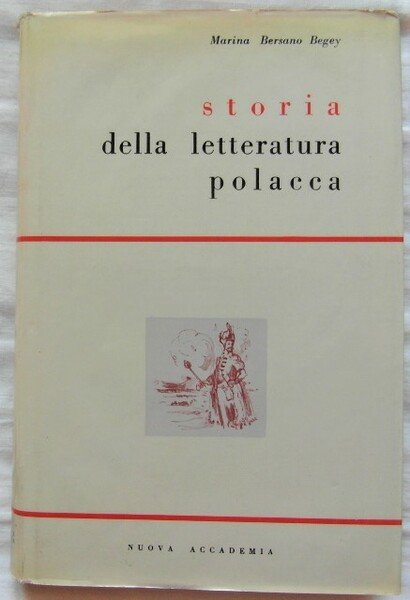 Marina Bersano Begey
storia
della letteratura
polacca
NUOVA ACCADEMIA